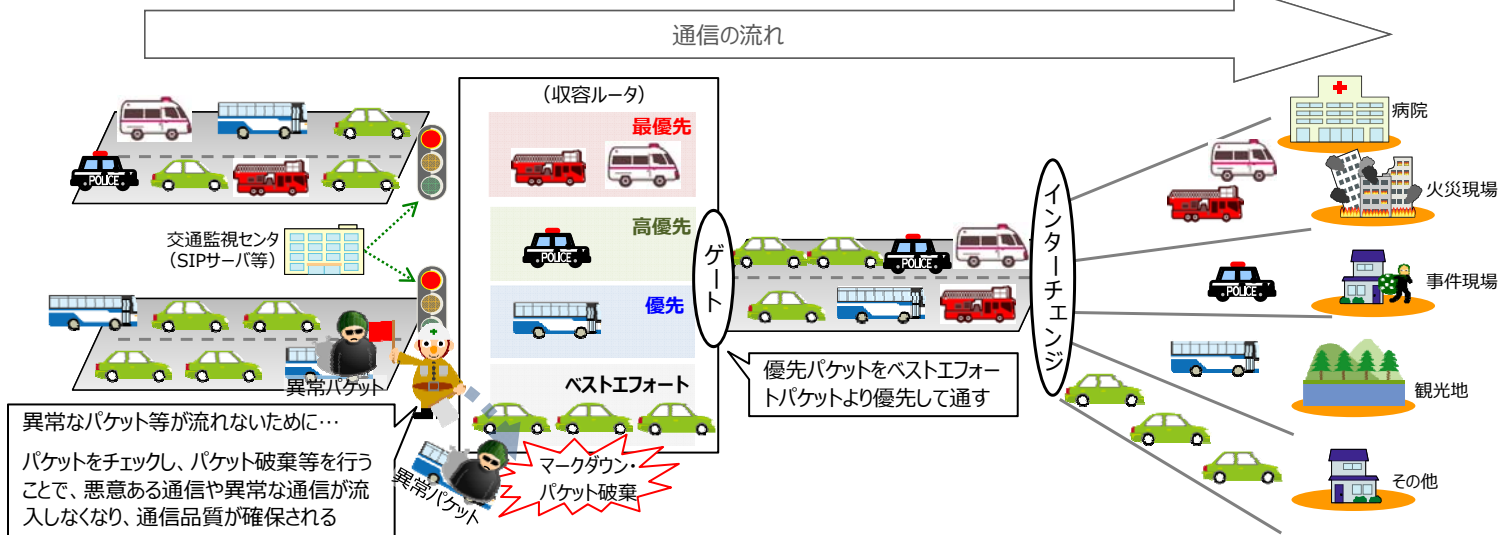 通信の流れ
(収容ルータ)
最優先
POLICE
交通監視センタ
(SIPサーバ等)
高優先
POLICE
優先
異常パケット
ベストエフォート
異常なパケット等が流れないために…
パケットをチェックし、パケット破棄等を行う
ことで、悪意ある通信や異常な通信が流
入しなくなり、通信品質が確保される
異常パケット
マークダウン・
パケット破棄
ゲート
POLICE
優先パケットをベストエフォー
トパケットより優先して通す
インターチェンジ
病院
火災現場
POLICE
事件現場
観光地
その他